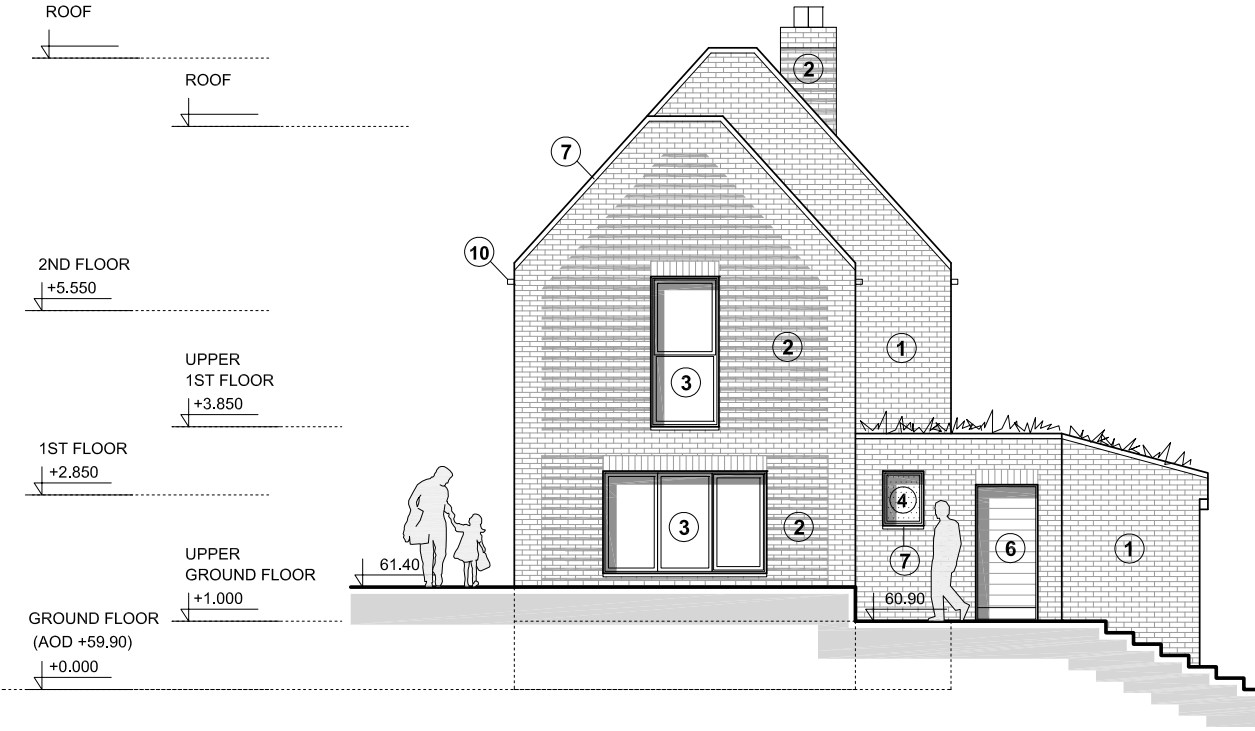 ROOF
ROOF
2
7
10
2ND FLOOR
+5.550
2
1
UPPER
1ST FLOOR
+3.850
3
1ST FLOOR
+2.850
4
3
2
6
1
7
UPPER
GROUND FLOOR
+1.000
61.40
60.90
GROUND FLOOR
(AOD +59.90)
+0.000